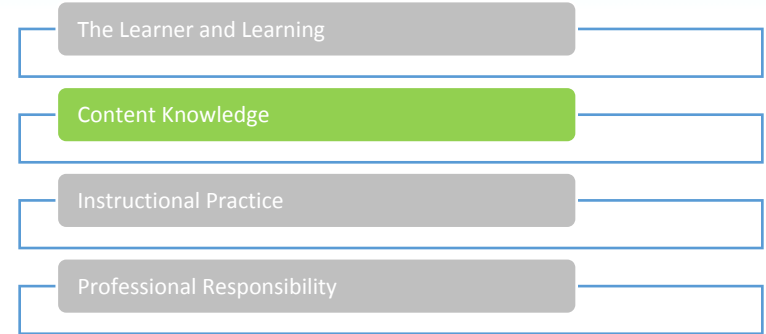 The Learner and Learning
Content Knowledge
Instructional Practice
Professional Responsibility